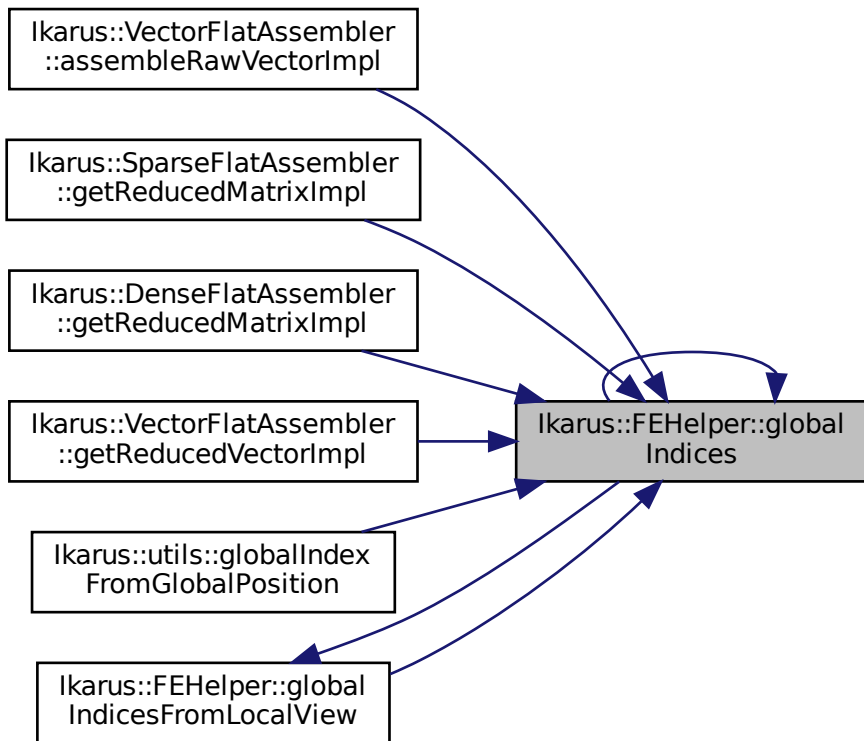 Ikarus::VectorFlatAssembler
::assembleRawVectorImpl
Ikarus::SparseFlatAssembler
::getReducedMatrixImpl
Ikarus::DenseFlatAssembler
::getReducedMatrixImpl
Ikarus::VectorFlatAssembler
::getReducedVectorImpl
Ikarus::FEHelper::global
Indices
Ikarus::utils::globalIndex
FromGlobalPosition
Ikarus::FEHelper::global
IndicesFromLocalView